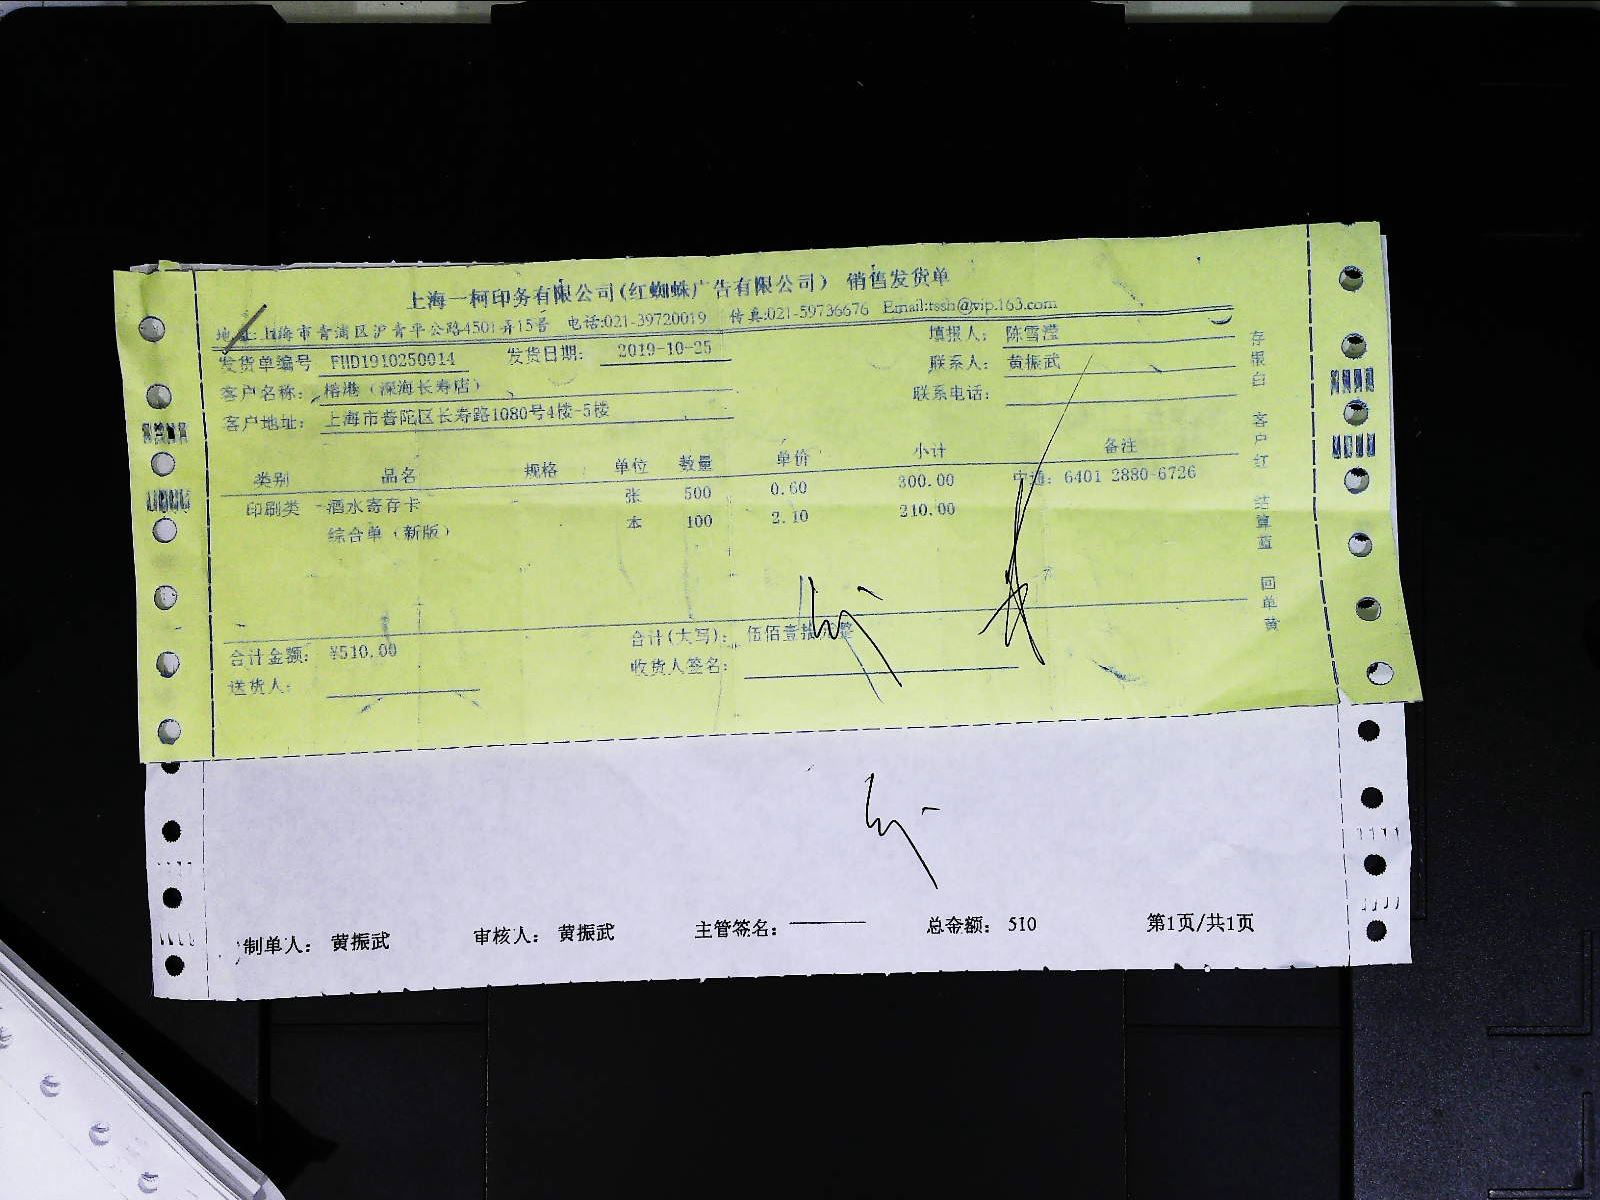 上海一柯印务有限公司(红蜘蛛广告有限公司) 销售发货单
地址:上海市青浦区沪青平公路4501弄15号 电话:021-39720019 传真:021-59736676 Email:tssh@vip.163.com
发货单编号 FHD1910250014 发货日期: 2019-10-25 填报人: 陈雪滢
客户名称: 榕港（深海长寿店） 联系人: 黄振武
客户地址: 上海市普陀区长寿路1080号4楼-5楼 联系电话:
类别 品名 规格 单位 数量 单价 小计 备注
印刷类 酒水寄存卡 张 500 0.60 300.00 中通: 6401 2880-6726
综合单（新版） 本 100 2.10 210.00
合计金额: ¥510.00 合计(大写): 伍佰壹拾 整
送货人: 收货人签名:
存根白 客户红 结算蓝 回单黄
制单人: 黄振武 审核人: 黄振武 主管签名: 总金额: 510 第1页/共1页